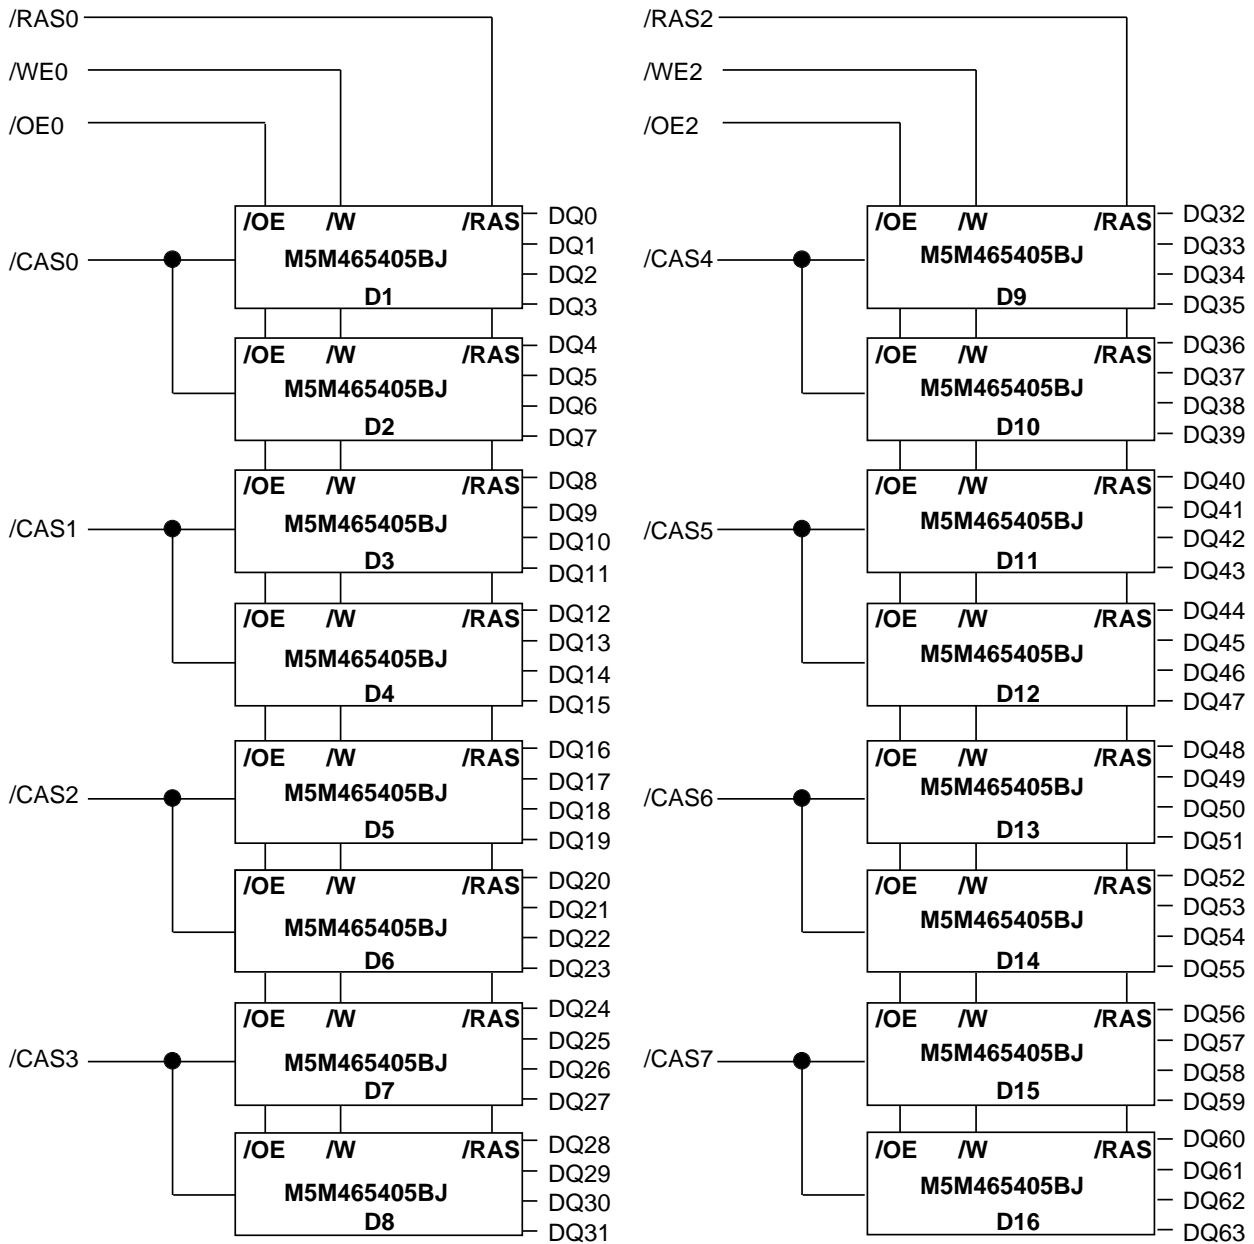 /RAS0
/WE0
/OE0
/OE /W /RAS
/CAS0
M5M465405BJ
D1
DQ0
DQ1
DQ2
DQ3
/OE /W /RAS
M5M465405BJ
D2
DQ4
DQ5
DQ6
DQ7
/OE /W /RAS
/CAS1
M5M465405BJ
D3
DQ8
DQ9
DQ10
DQ11
/OE /W /RAS
M5M465405BJ
D4
DQ12
DQ13
DQ14
DQ15
/OE /W /RAS
/CAS2
M5M465405BJ
D5
DQ16
DQ17
DQ18
DQ19
/OE /W /RAS
M5M465405BJ
D6
DQ20
DQ21
DQ22
DQ23
/OE /W /RAS
/CAS3
M5M465405BJ
D7
DQ24
DQ25
DQ26
DQ27
/OE /W /RAS
M5M465405BJ
D8
DQ28
DQ29
DQ30
DQ31
/RAS2
/WE2
/OE2
/OE /W /RAS
/CAS4
M5M465405BJ
D9
DQ32
DQ33
DQ34
DQ35
/OE /W /RAS
M5M465405BJ
D10
DQ36
DQ37
DQ38
DQ39
/OE /W /RAS
/CAS5
M5M465405BJ
D11
DQ40
DQ41
DQ42
DQ43
/OE /W /RAS
M5M465405BJ
D12
DQ44
DQ45
DQ46
DQ47
/OE /W /RAS
/CAS6
M5M465405BJ
D13
DQ48
DQ49
DQ50
DQ51
/OE /W /RAS
M5M465405BJ
D14
DQ52
DQ53
DQ54
DQ55
/OE /W /RAS
/CAS7
M5M465405BJ
D15
DQ56
DQ57
DQ58
DQ59
/OE /W /RAS
M5M465405BJ
D16
DQ60
DQ61
DQ62
DQ63